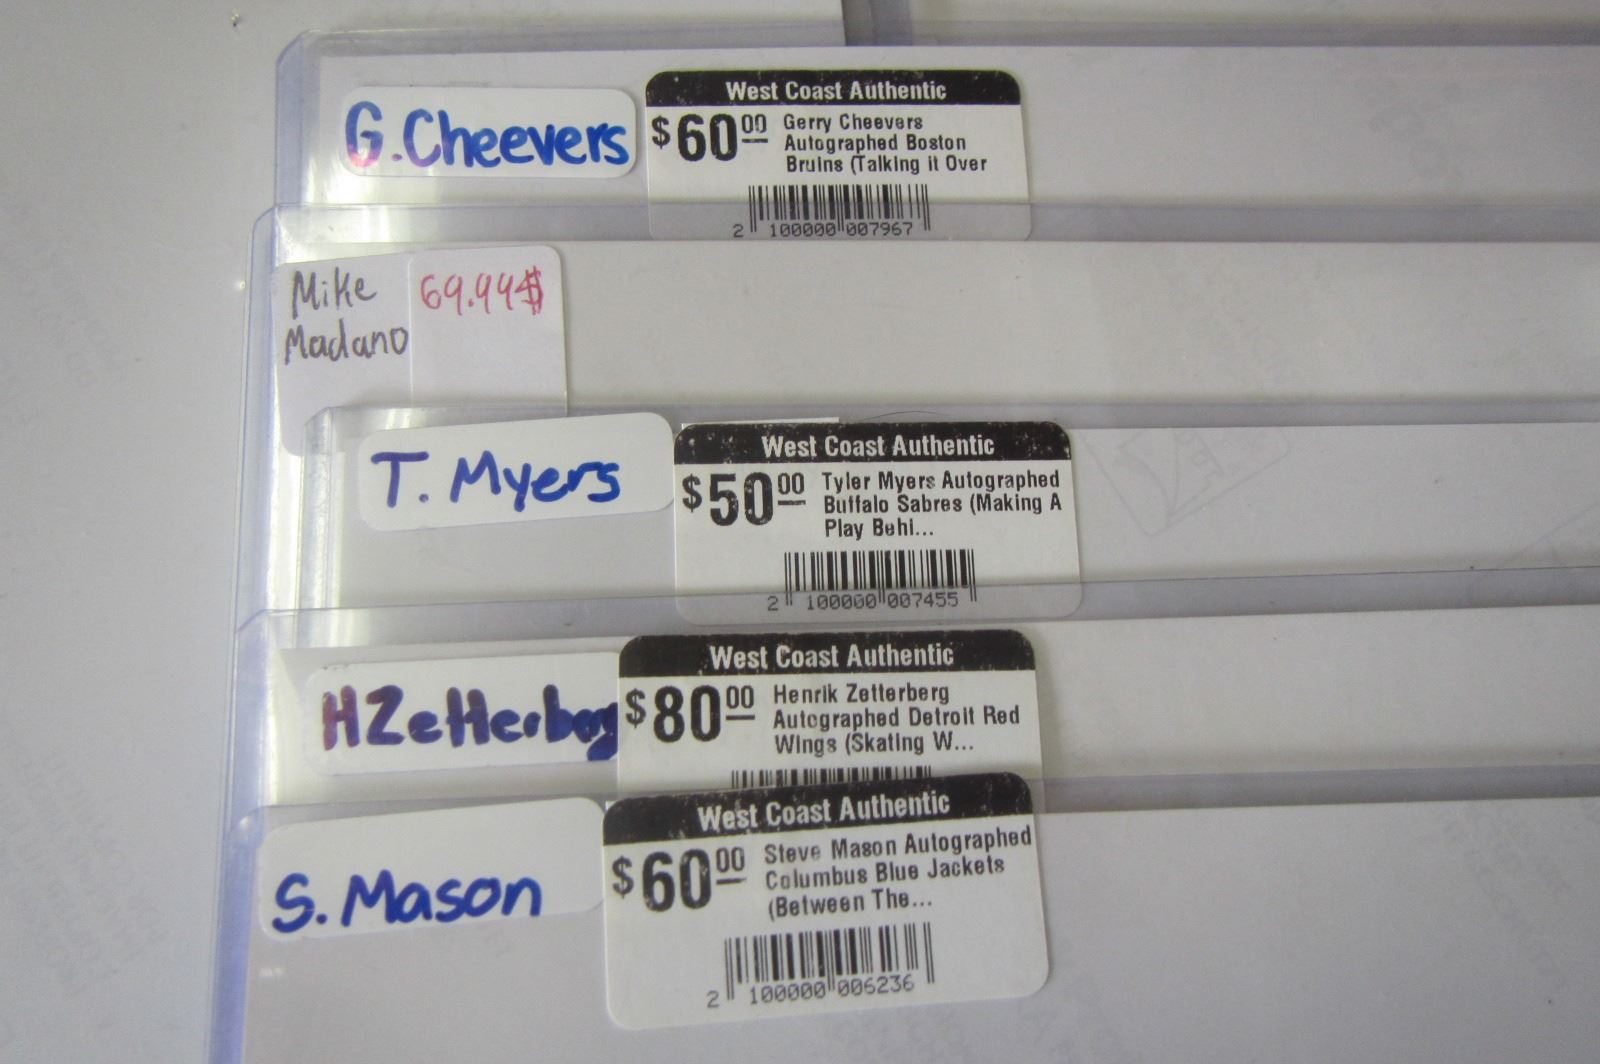 G. Cheevers
West Coast Authentic
$60 00
Gerry Cheevers
Autographed Boston
Bruins (Talking it Over
2 100000 007967
Mike
Madano
69.99$
T. Myers
West Coast Authentic
$50 00
Tyler Myers Autographed
Buffalo Sabres (Making A
Play Behi...
2 100000 007455
H Zetterberg
West Coast Authentic
$80 00
Henrik Zetterberg
Autographed Detroit Red
Wings (Skating W...
S. Mason
West Coast Authentic
$60 00
Steve Mason Autographed
Columbus Blue Jackets
(Between The...
2 100000 006236